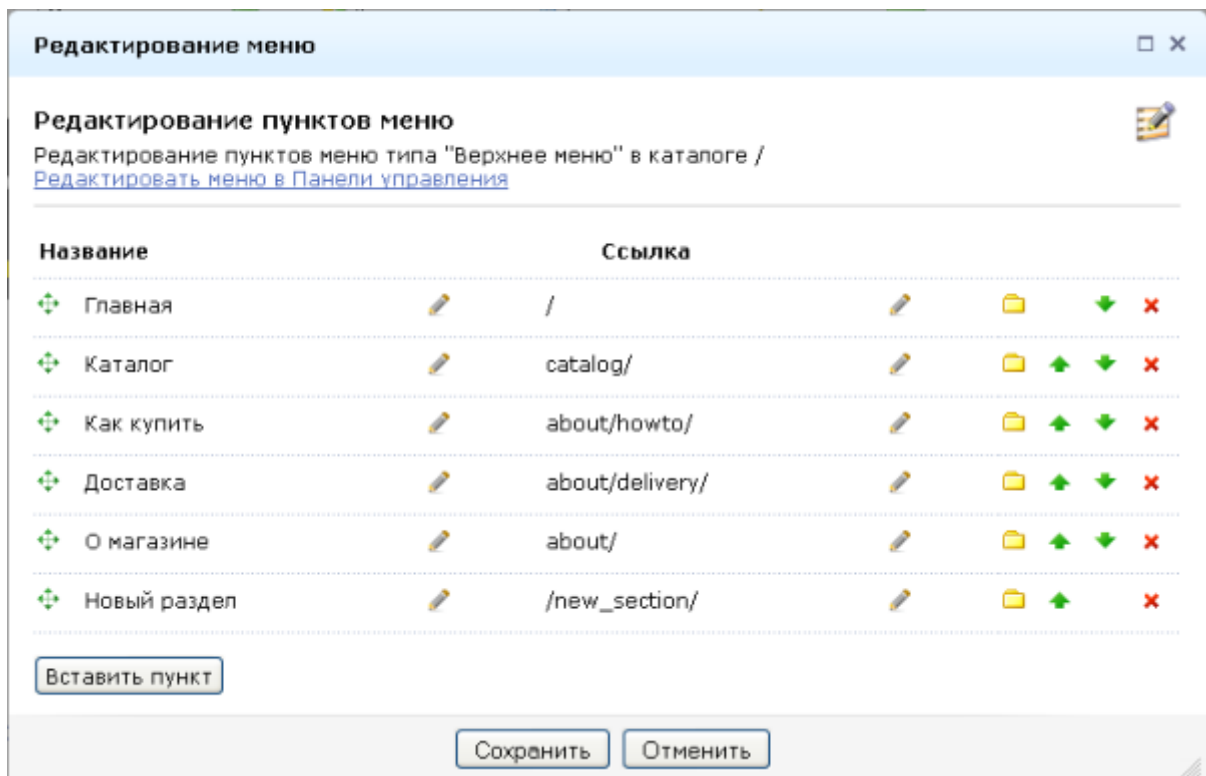 Редактирование меню
Редактирование пунктов меню
Редактирование пунктов меню типа "Верхнее меню" в каталоге /
Редактировать меню в Панели управления
Название Ссылка
Главная /
Каталог catalog/
Как купить about/howto/
Доставка about/delivery/
О магазине about/
Новый раздел /new_section/
Вставить пункт
Сохранить Отменить